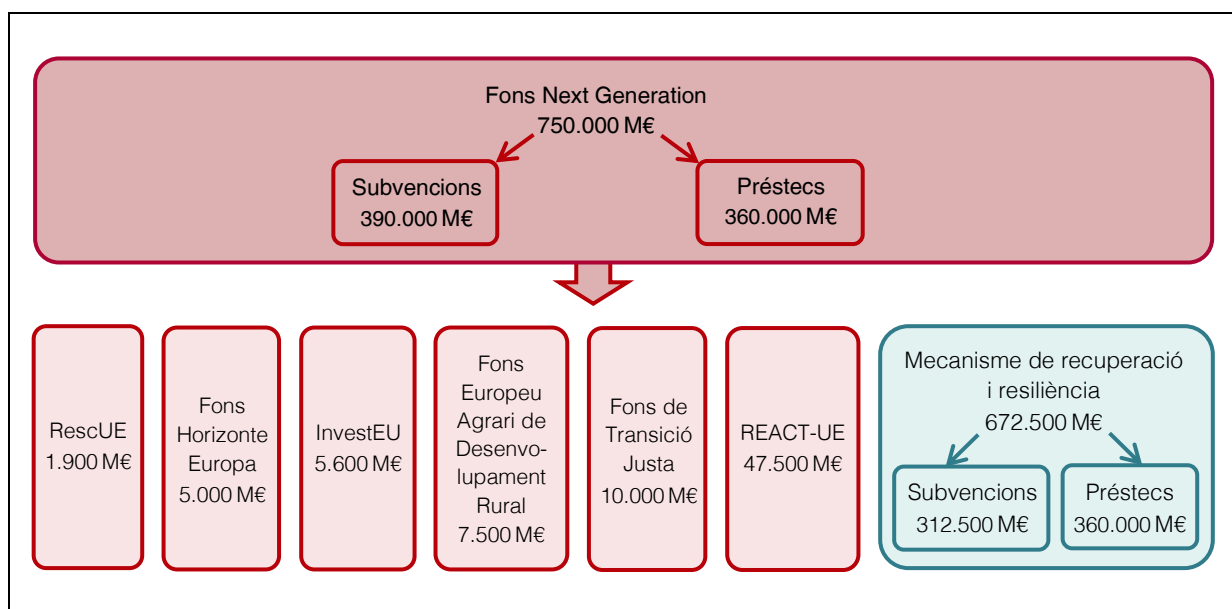 Fons Next Generation
750.000 M€
Subvencions
390.000 M€
Préstecs
360.000 M€
RescUE
1.900 M€
Fons
Horizonte
Europa
5.000 M€
InvestEU
5.600 M€
Fons
Europeu
Agrari de
Desenvo-
lupament
Rural
7.500 M€
Fons de
Transició
Justa
10.000 M€
REACT-UE
47.500 M€
Mecanisme de recuperació
i resiliència
672.500 M€
Subvencions
312.500 M€
Préstecs
360.000 M€